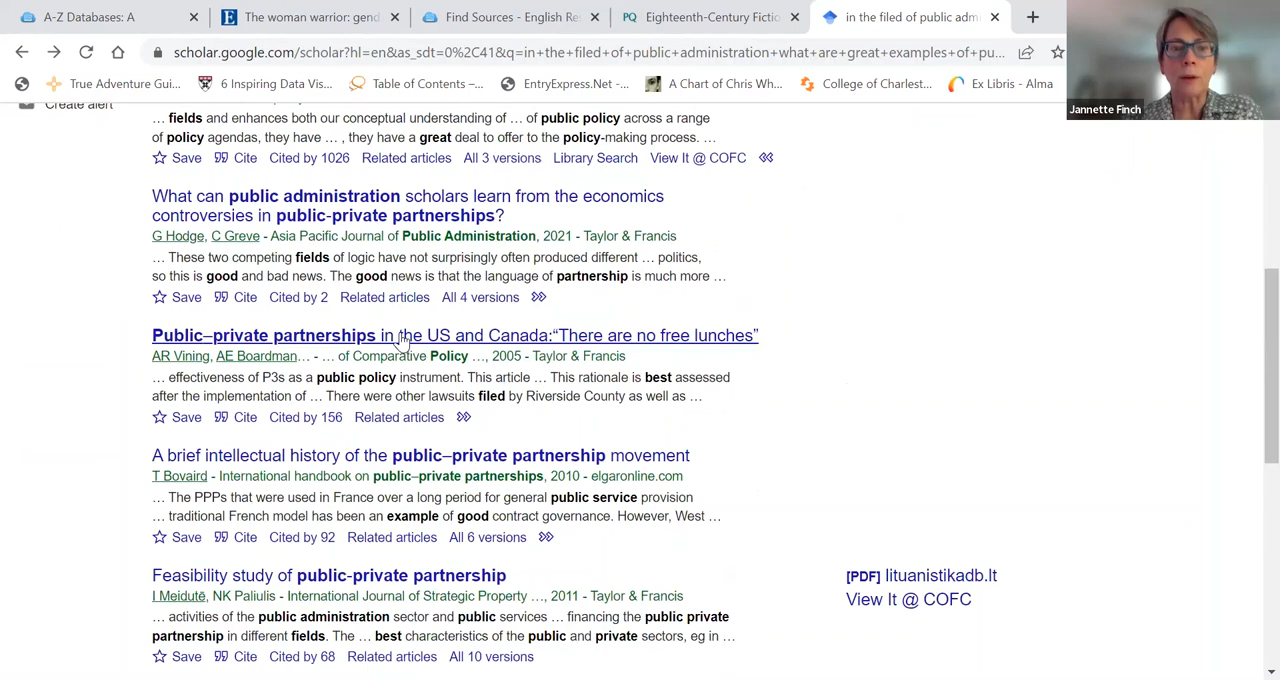 A-Z Databases: A
The woman warrior: gend
Find Sources - English Re
PQ Eighteenth-Century Fictio
in the filed of public adm
scholar.google.com/scholar?hl=en&as_sdt=0%2C41&q=in+the+filed+of+public+administration+what+are+great+examples+of+pu...
True Adventure Gui...
6 Inspiring Data Vis...
Table of Contents –...
EntryExpress.Net -...
A Chart of Chris Wh...
College of Charlest...
Ex Libris - Alma
Jannette Finch
Create alert
... fields and enhances both our conceptual understanding of ... of public policy across a range
of policy agendas, they have ... , they have a great deal to offer to the policy-making process. ...
Save Cite Cited by 1026 Related articles All 3 versions Library Search View It @ COFC
What can public administration scholars learn from the economics
controversies in public-private partnerships?
G Hodge, C Greve - Asia Pacific Journal of Public Administration, 2021 - Taylor & Francis
... These two competing fields of logic have not surprisingly often produced different ... politics,
so this is good and bad news. The good news is that the language of partnership is much more ...
Save Cite Cited by 2 Related articles All 4 versions
Public–private partnerships in the US and Canada:“There are no free lunches”
AR Vining, AE Boardman... - ... of Comparative Policy ..., 2005 - Taylor & Francis
... effectiveness of P3s as a public policy instrument. This article ... This rationale is best assessed
after the implementation of ... There were other lawsuits filed by Riverside County as well as ...
Save Cite Cited by 156 Related articles
A brief intellectual history of the public–private partnership movement
T Bovaird - International handbook on public–private partnerships, 2010 - elgaronline.com
... The PPPs that were used in France over a long period for general public service provision
... traditional French model has been an example of good contract governance. However, West ...
Save Cite Cited by 92 Related articles All 6 versions
Feasibility study of public-private partnership
I Meidutė, NK Paliulis - International Journal of Strategic Property ..., 2011 - Taylor & Francis
... activities of the public administration sector and public services ... financing the public private
partnership in different fields. The ... best characteristics of the public and private sectors, eg in ...
Save Cite Cited by 68 Related articles All 10 versions
[PDF] lituanistikadb.lt
View It @ COFC